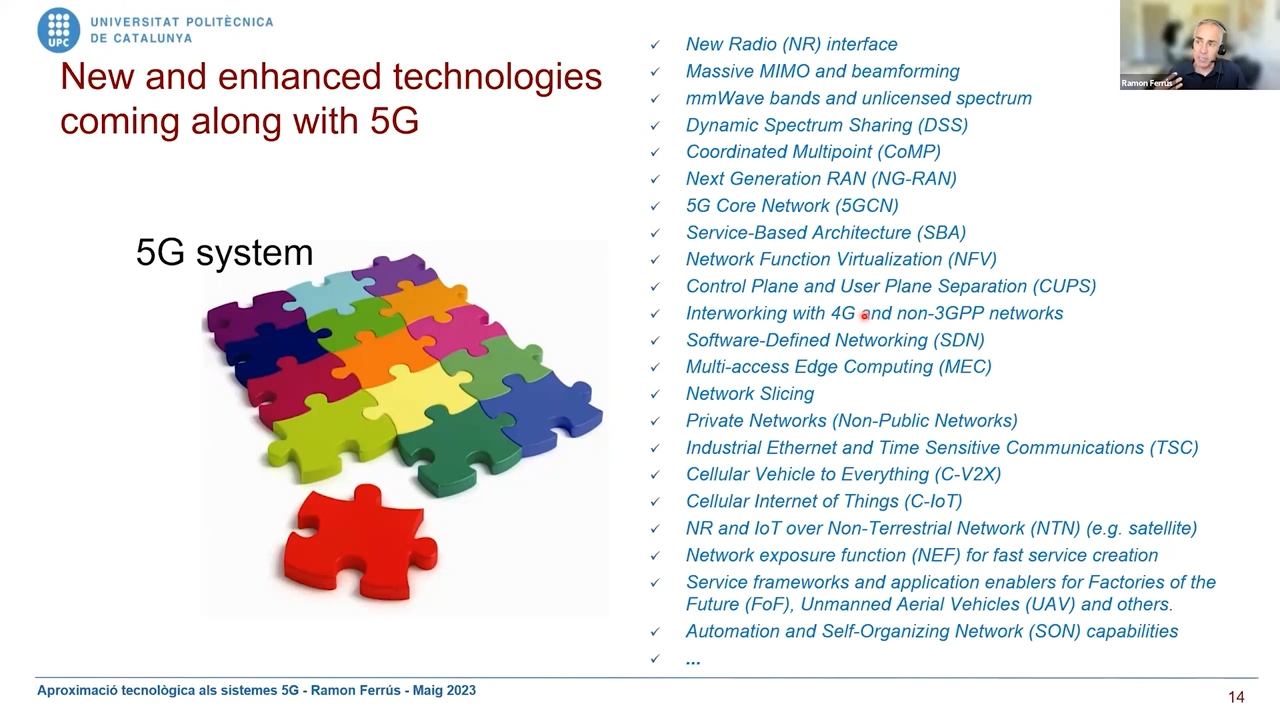 UPC
UNIVERSITAT POLITÈCNICA
DE CATALUNYA
New and enhanced technologies
coming along with 5G
5G system
✓ New Radio (NR) interface
✓ Massive MIMO and beamforming
✓ mmWave bands and unlicensed spectrum
✓ Dynamic Spectrum Sharing (DSS)
✓ Coordinated Multipoint (CoMP)
✓ Next Generation RAN (NG-RAN)
✓ 5G Core Network (5GCN)
✓ Service-Based Architecture (SBA)
✓ Network Function Virtualization (NFV)
✓ Control Plane and User Plane Separation (CUPS)
✓ Interworking with 4G and non-3GPP networks
✓ Software-Defined Networking (SDN)
✓ Multi-access Edge Computing (MEC)
✓ Network Slicing
✓ Private Networks (Non-Public Networks)
✓ Industrial Ethernet and Time Sensitive Communications (TSC)
✓ Cellular Vehicle to Everything (C-V2X)
✓ Cellular Internet of Things (C-IoT)
✓ NR and IoT over Non-Terrestrial Network (NTN) (e.g. satellite)
✓ Network exposure function (NEF) for fast service creation
✓ Service frameworks and application enablers for Factories of the
Future (FoF), Unmanned Aerial Vehicles (UAV) and others.
✓ Automation and Self-Organizing Network (SON) capabilities
✓ ...
Ramon Ferrús
Aproximació tecnològica als sistemes 5G - Ramon Ferrús - Maig 2023
14